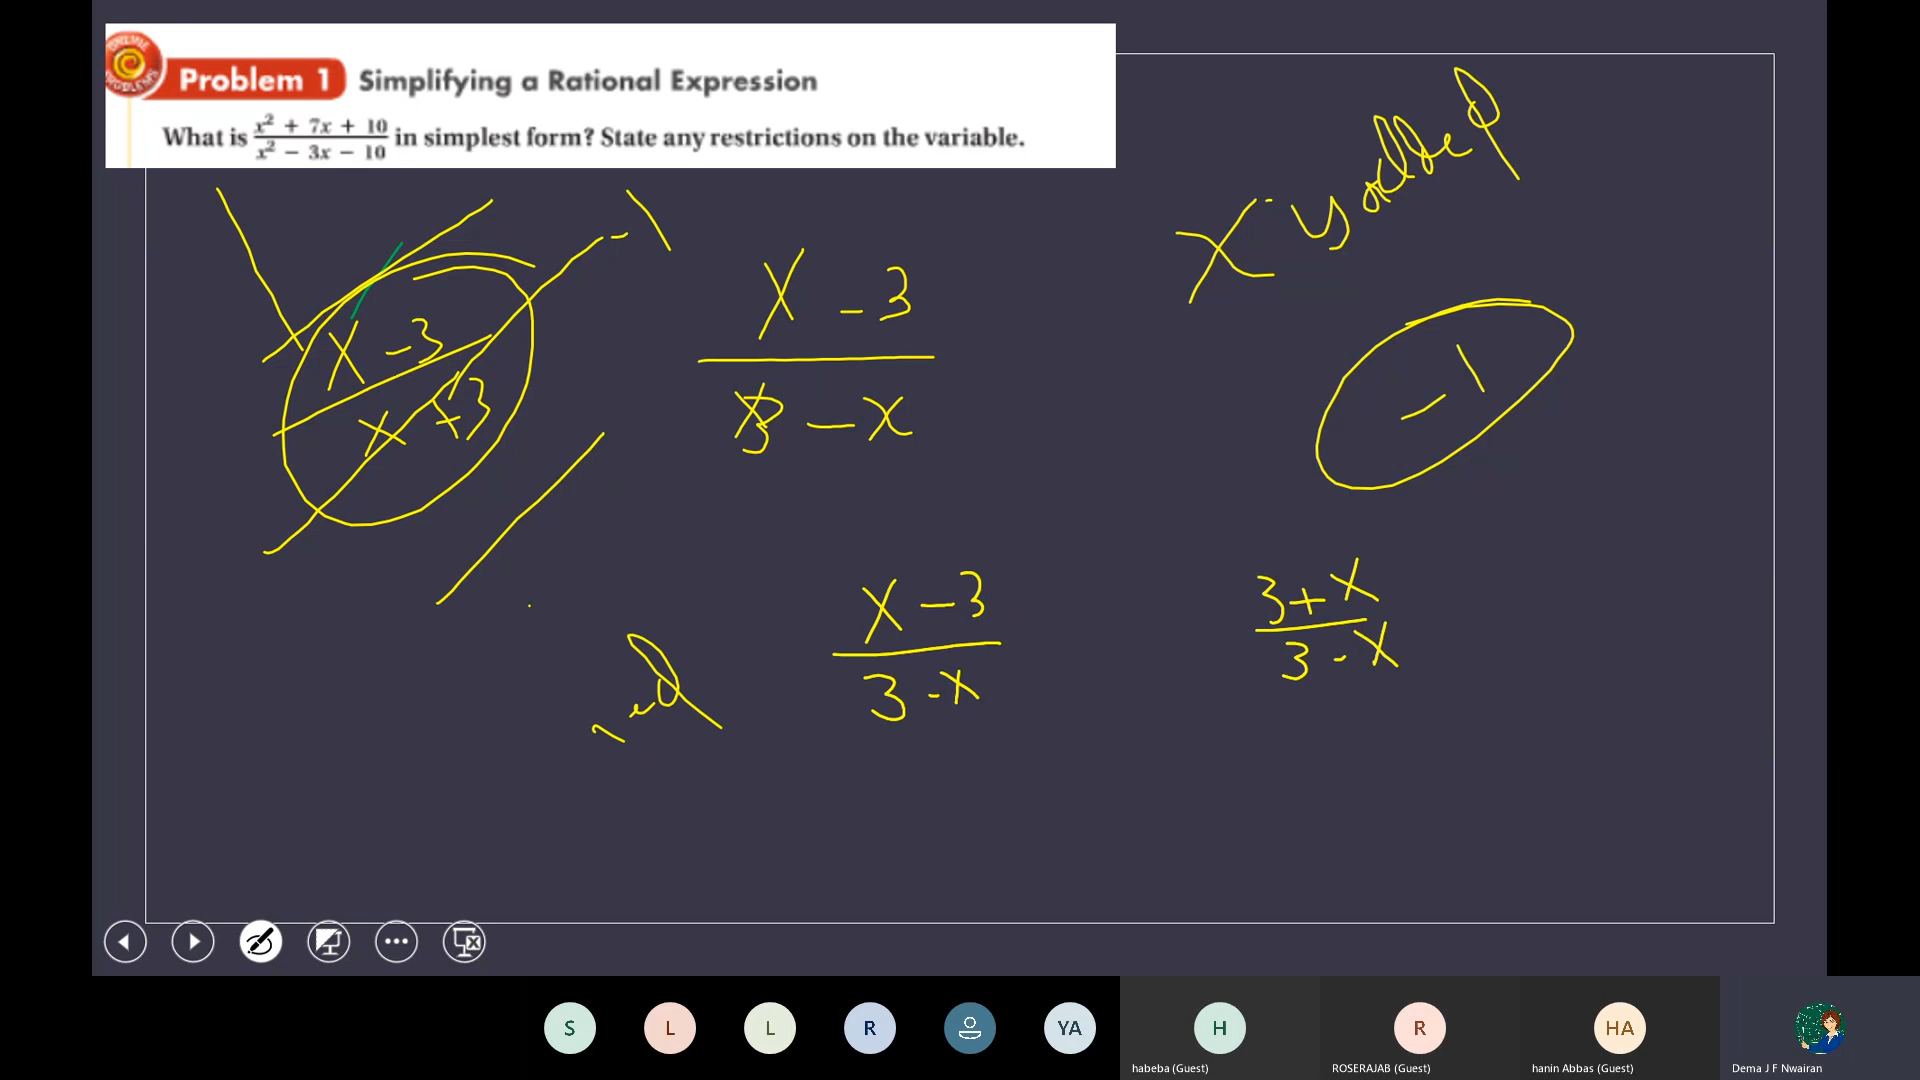 Problem 1 Simplifying a Rational Expression
What is x² + 7x + 10 / x² − 3x − 10 in simplest form? State any restrictions on the variable.
x - 3
x + 3
-1
x - 3
3 - x
x
-1
x - 3
3 - x
3 + x
3 - x
S L L R YA H R HA
habeba (Guest) ROSERAJAB (Guest) hanin Abbas (Guest) Dema J F Nwairan